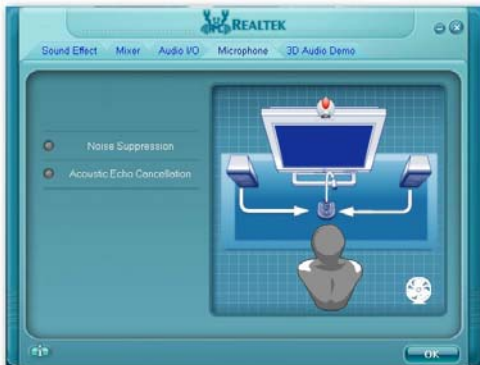 REALTEK
Sound Effect Mixer Audio I/O Microphone 3D Audio Demo
Noise Suppression
Acoustic Echo Cancellation
OK